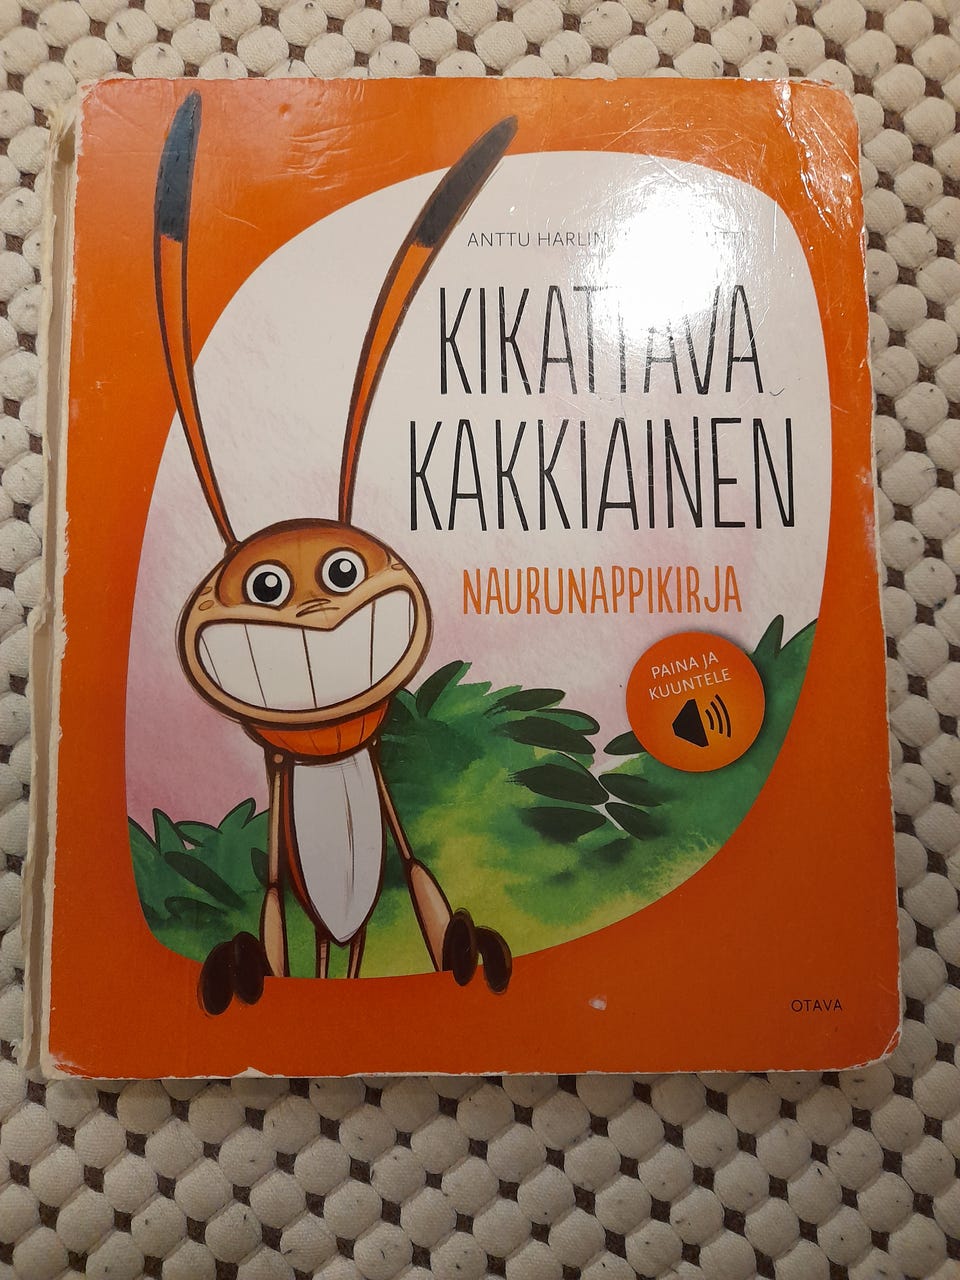 ANTTU HARLIN
KIKATTAVA
KAKKIAINEN
NAURUNAPPIKIRJA
PAINA JA
KUUNTELE
OTAVA